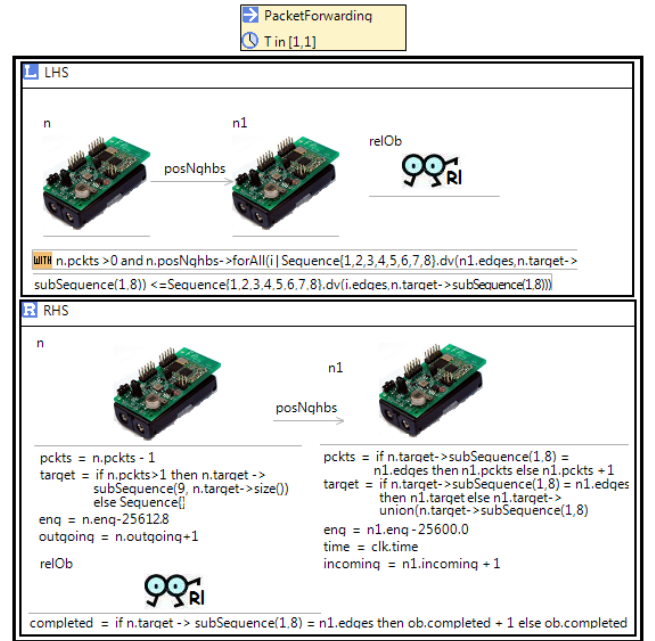 PacketForwarding
T in [1,1]
L LHS
n
n1
relOb
posNghbs
RI
WITH n.pckts >0 and n.posNghbs->forAll(i|Sequence{1,2,3,4,5,6,7,8}.dv(n1.edges,n.target->
subSequence(1,8)) <=Sequence{1,2,3,4,5,6,7,8}.dv(i.edges,n.target->subSequence(1,8)))
R RHS
n
n1
posNghbs
pckts = n.pckts - 1
target = if n.pckts>1 then n.target ->
subSequence(9, n.target->size())
else Sequence{}
enq = n.enq-25612.8
outgoing = n.outgoing+1
pckts = if n.target->subSequence(1,8) =
n1.edges then n1.pckts else n1.pckts + 1
target = if n.target->subSequence(1,8) = n1.edges
then n1.target else n1.target->
union(n.target->subSequence(1,8)
enq = n1.enq -25600.0
time = clk.time
incoming = n1.incoming + 1
relOb
RI
completed = if n.target -> subSequence(1,8) = n1.edges then ob.completed + 1 else ob.completed